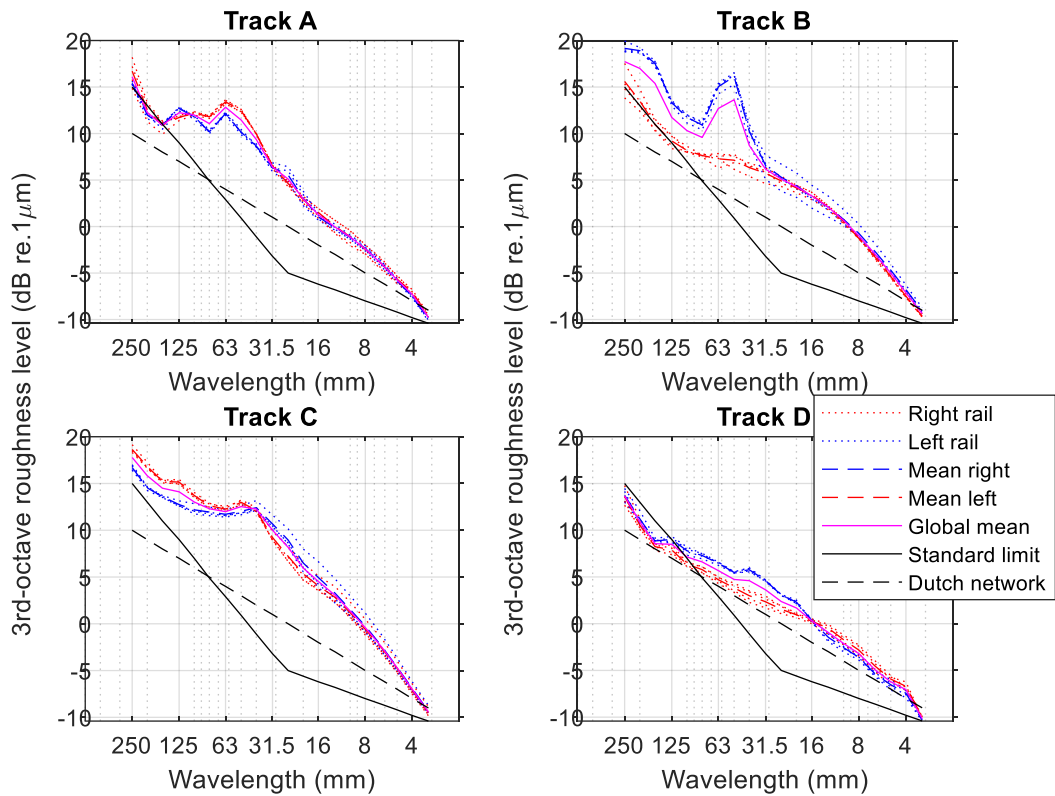 Track A
20
15
10
5
0
-5
-10
250 125 63 31.5 16 8 4
Wavelength (mm)
3rd-octave roughness level (dB re.1μm)
Track B
20
15
10
5
0
-5
-10
250 125 63 31.5 16 8 4
Wavelength (mm)
3rd-octave roughness level (dB re.1μm)
Track C
20
15
10
5
0
-5
-10
250 125 63 31.5 16 8 4
Wavelength (mm)
Track D
20
15
10
5
0
-5
-10
250 125 63 31.5 16 8 4
Wavelength (mm)
Right rail
Left rail
Mean right
Mean left
Global mean
Standard limit
Dutch network